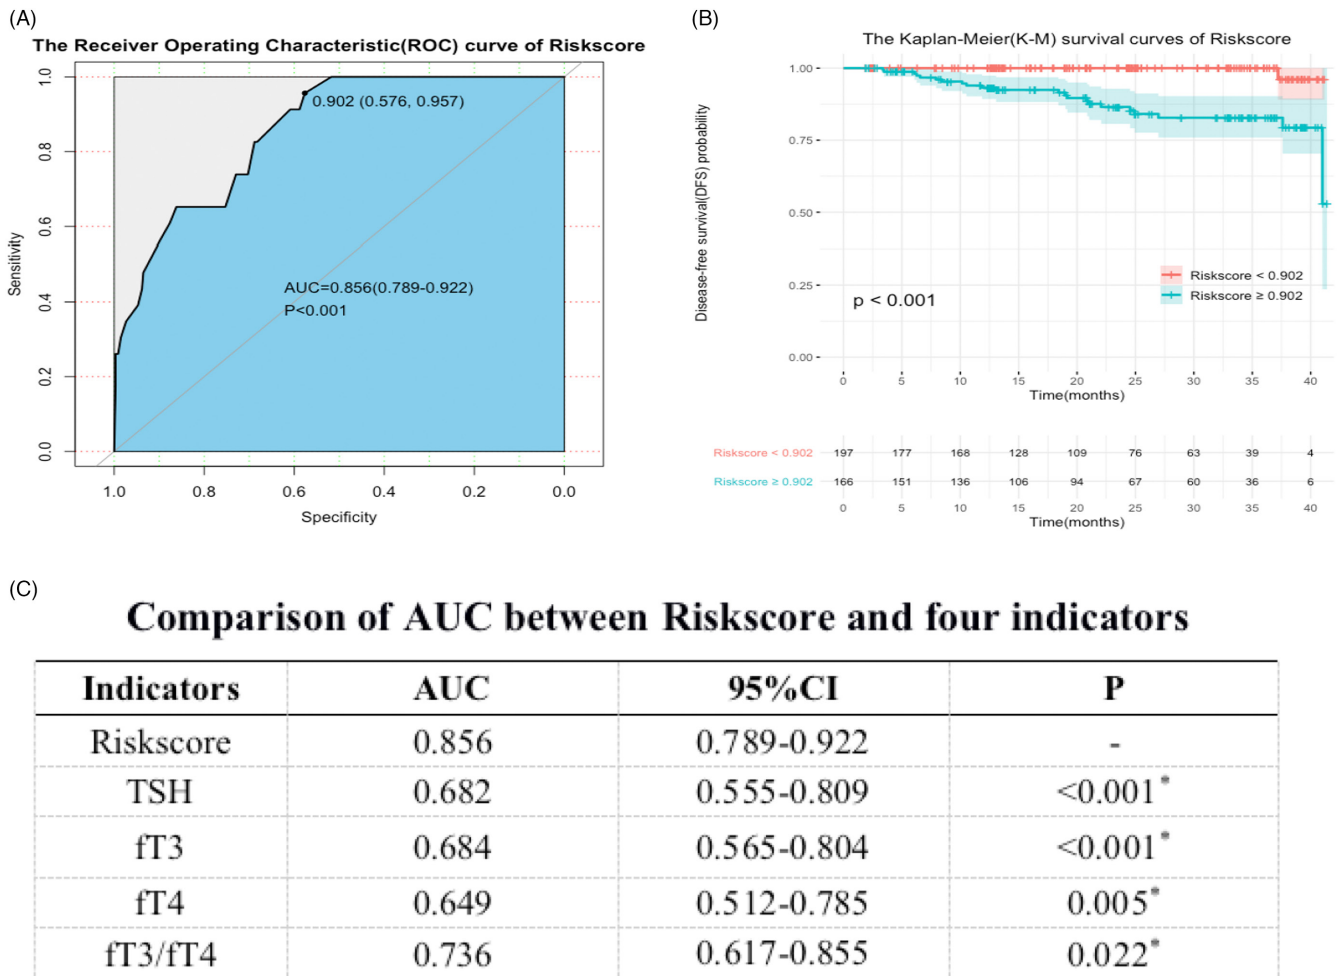 (A)
The Receiver Operating Characteristic(ROC) curve of Riskscore
Sensitivity
1.0
0.8
0.6
0.4
0.2
0.0
0.902 (0.576, 0.957)
AUC=0.856(0.789-0.922)
P<0.001
1.0 0.8 0.6 0.4 0.2 0.0
Specificity
(B)
The Kaplan-Meier(K-M) survival curves of Riskscore
Disease-free survival(DFS) probability
1.00
0.75
0.50
0.25
0.00
Riskscore < 0.902
Riskscore ≥ 0.902
p < 0.001
0 5 10 15 20 25 30 35 40
Time(months)
Riskscore < 0.902 197 177 168 128 109 76 63 39 4
Riskscore ≥ 0.902 166 151 136 106 94 67 60 36 6
0 5 10 15 20 25 30 35 40
Time(months)
(C)
Comparison of AUC between Riskscore and four indicators
Indicators AUC 95%CI P
Riskscore 0.856 0.789-0.922 -
TSH 0.682 0.555-0.809 <0.001*
fT3 0.684 0.565-0.804 <0.001*
fT4 0.649 0.512-0.785 0.005*
fT3/fT4 0.736 0.617-0.855 0.022*